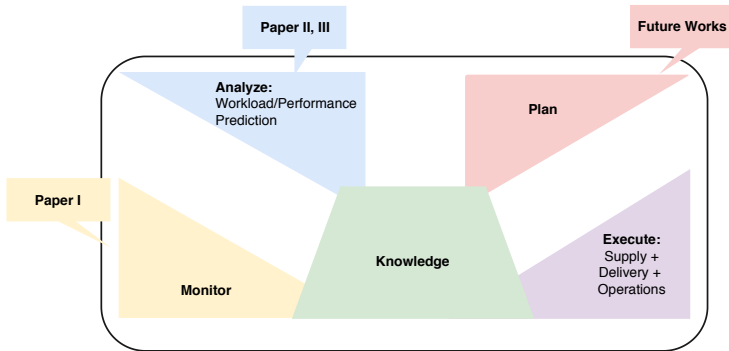 Paper II, III
Future Works
Analyze:
Workload/Performance
Prediction
Plan
Paper I
Monitor
Knowledge
Execute:
Supply +
Delivery +
Operations